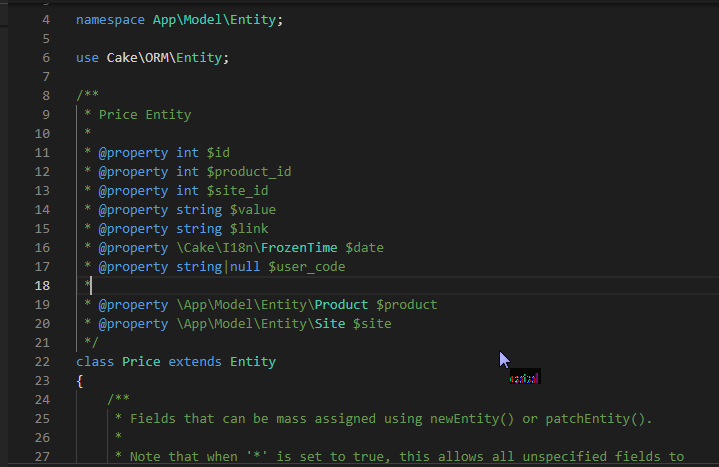 4 namespace App\Model\Entity;
5
6 use Cake\ORM\Entity;
7
8 /**
9 * Price Entity
10 *
11 * @property int $id
12 * @property int $product_id
13 * @property int $site_id
14 * @property string $value
15 * @property string $link
16 * @property \Cake\I18n\FrozenTime $date
17 * @property string|null $user_code
18 *
19 * @property \App\Model\Entity\Product $product
20 * @property \App\Model\Entity\Site $site
21 */
22 class Price extends Entity
23 {
24 /**
25 * Fields that can be mass assigned using newEntity() or patchEntity().
26 *
27 * Note that when '*' is set to true, this allows all unspecified fields to